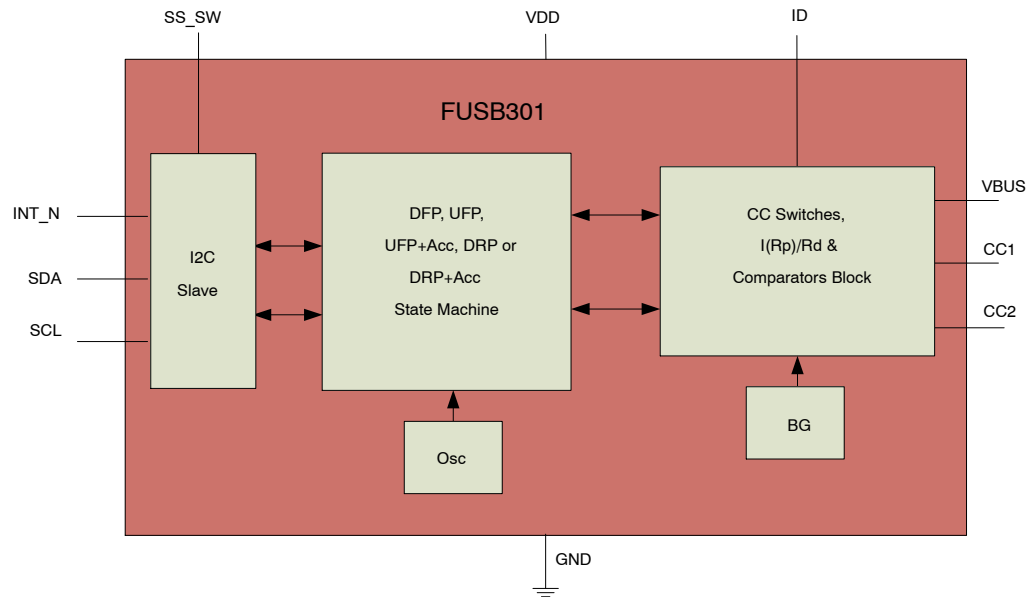 SS_SW
VDD
ID
FUSB301
INT_N
SDA
SCL
I2C
Slave
DFP, UFP,
UFP+Acc, DRP or
DRP+Acc
State Machine
CC Switches,
I(Rp)/Rd &
Comparators Block
VBUS
CC1
CC2
Osc
BG
GND